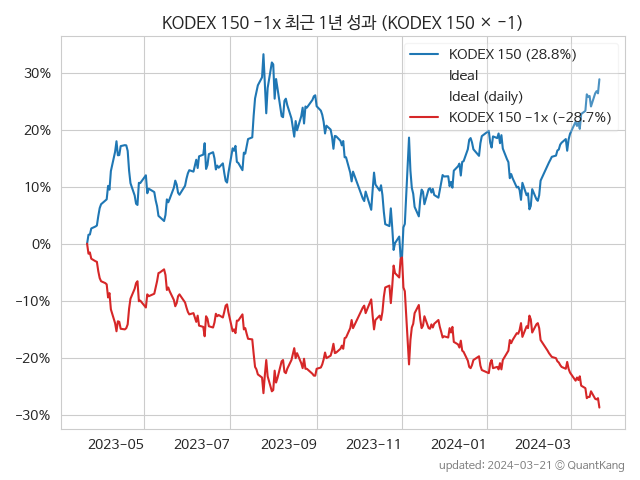 KODEX 150 −1x 최근 1년 성과 (KODEX 150 × −1)
KODEX 150 (28.8%)
Ideal
Ideal (daily)
KODEX 150 −1x (−28.7%)
30%
20%
10%
0%
−10%
−20%
−30%
2023−05
2023−07
2023−09
2023−11
2024−01
2024−03
updated: 2024−03−21 © QuantKang